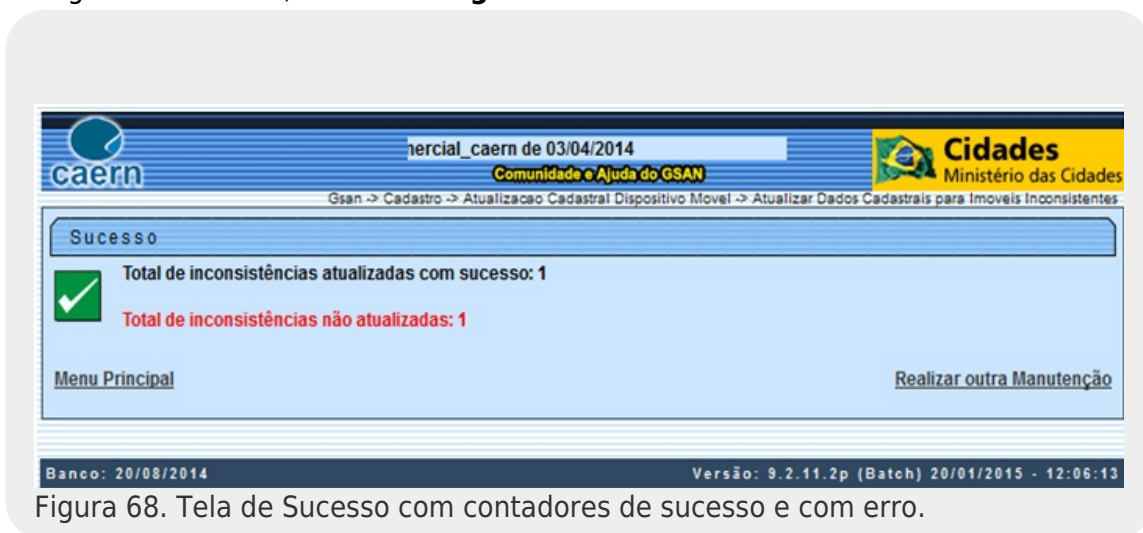 caern
nercial_caern de 03/04/2014
Comunidade e Ajuda do GSAN
Cidades
Ministério das Cidades
Gsan -> Cadastro -> Atualizacao Cadastral Dispositivo Movel -> Atualizar Dados Cadastrais para Imoveis Inconsistentes
Sucesso
Total de inconsistências atualizadas com sucesso: 1
Total de inconsistências não atualizadas: 1
Menu Principal
Realizar outra Manutenção
Banco: 20/08/2014
Versão: 9.2.11.2p (Batch) 20/01/2015 - 12:06:13
Figura 68. Tela de Sucesso com contadores de sucesso e com erro.